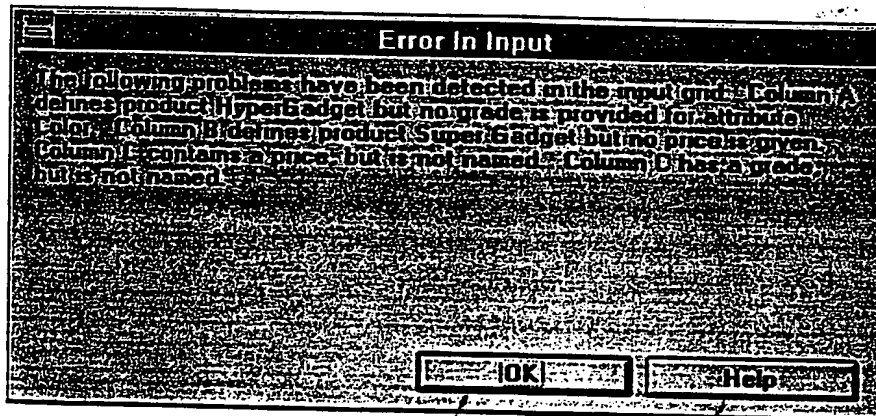 Error In Input
The following problems have been detected in the input grid. Column A
defines product HyperGadget but no grade is provided for attribute
Color. Column B defines product Super Gadget but no price is given.
Column C contains a price, but is not named. Column D has a grade,
but is not named.
OK
Help